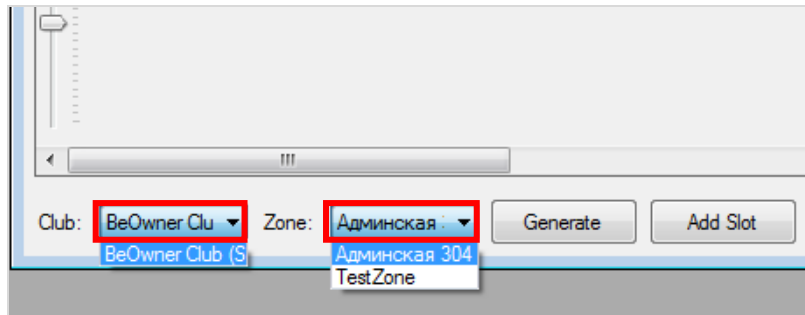 Club: BeOwner Clu Zone: Админская Generate Add Slot
BeOwner Club (S Админская 304
TestZone